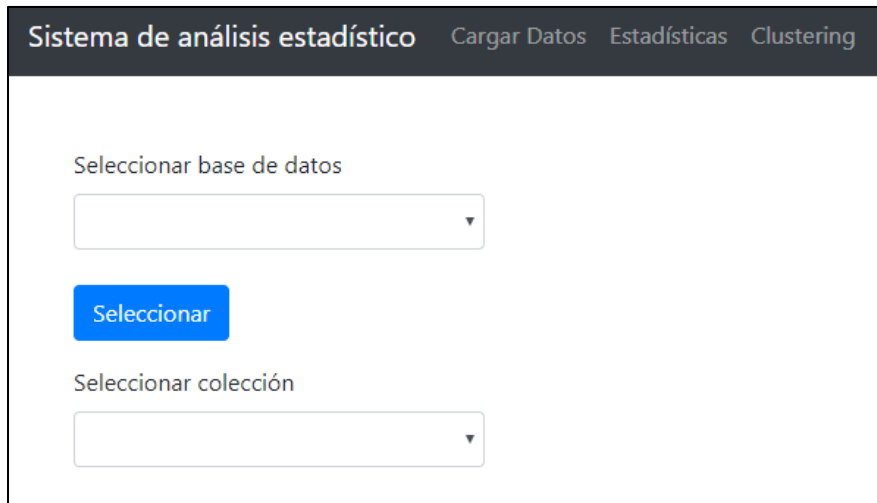 Sistema de análisis estadístico Cargar Datos Estadísticas Clustering
Seleccionar base de datos
Seleccionar
Seleccionar colección